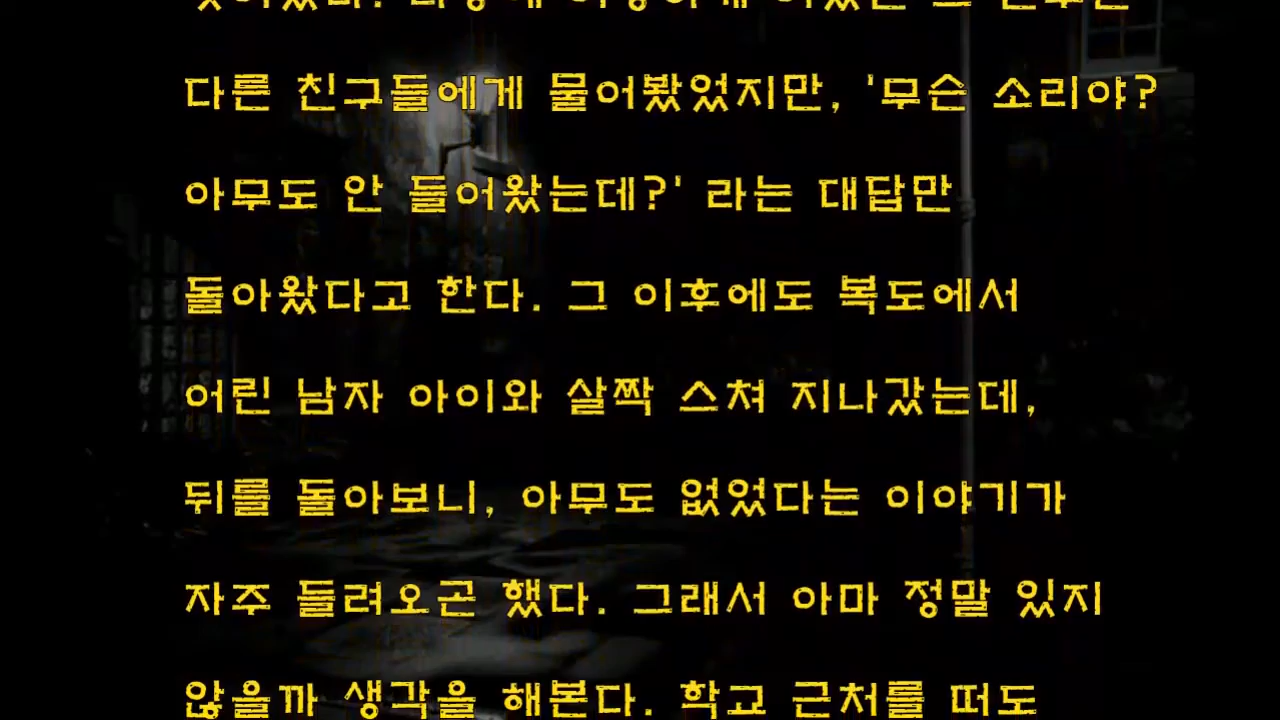 다른 친구들에게 물어봤었지만, '무슨 소리야?
아무도 안 들어왔는데?' 라는 대답만
돌아왔다고 한다. 그 이후에도 복도에서
어린 남자 아이와 살짝 스쳐 지나갔는데,
뒤를 돌아보니, 아무도 없었다는 이야기가
자주 들려오곤 했다. 그래서 아마 정말 있지
않을까 생각을 해본다. 학교 근처를 떠도